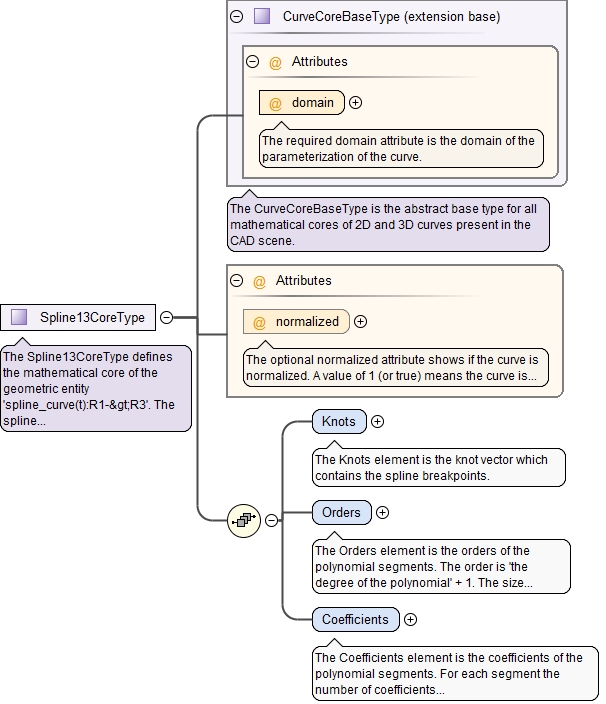 CurveCoreBaseType (extension base)
@ Attributes
@ domain
The required domain attribute is the domain of the
parameterization of the curve.
The CurveCoreBaseType is the abstract base type for all
mathematical cores of 2D and 3D curves present in the
CAD scene.
@ Attributes
@ normalized
The optional normalized attribute shows if the curve is
normalized. A value of 1 (or true) means the curve is...
Spline13CoreType
The Spline13CoreType defines
the mathematical core of the
geometric entity
'spline_curve(t):R1-&gt;R3'. The
spline...
Knots
The Knots element is the knot vector which
contains the spline breakpoints.
Orders
The Orders element is the orders of the
polynomial segments. The order is 'the
degree of the polynomial' + 1. The size...
Coefficients
The Coefficients element is the coefficients of the
polynomial segments. For each segment the
number of coefficients...